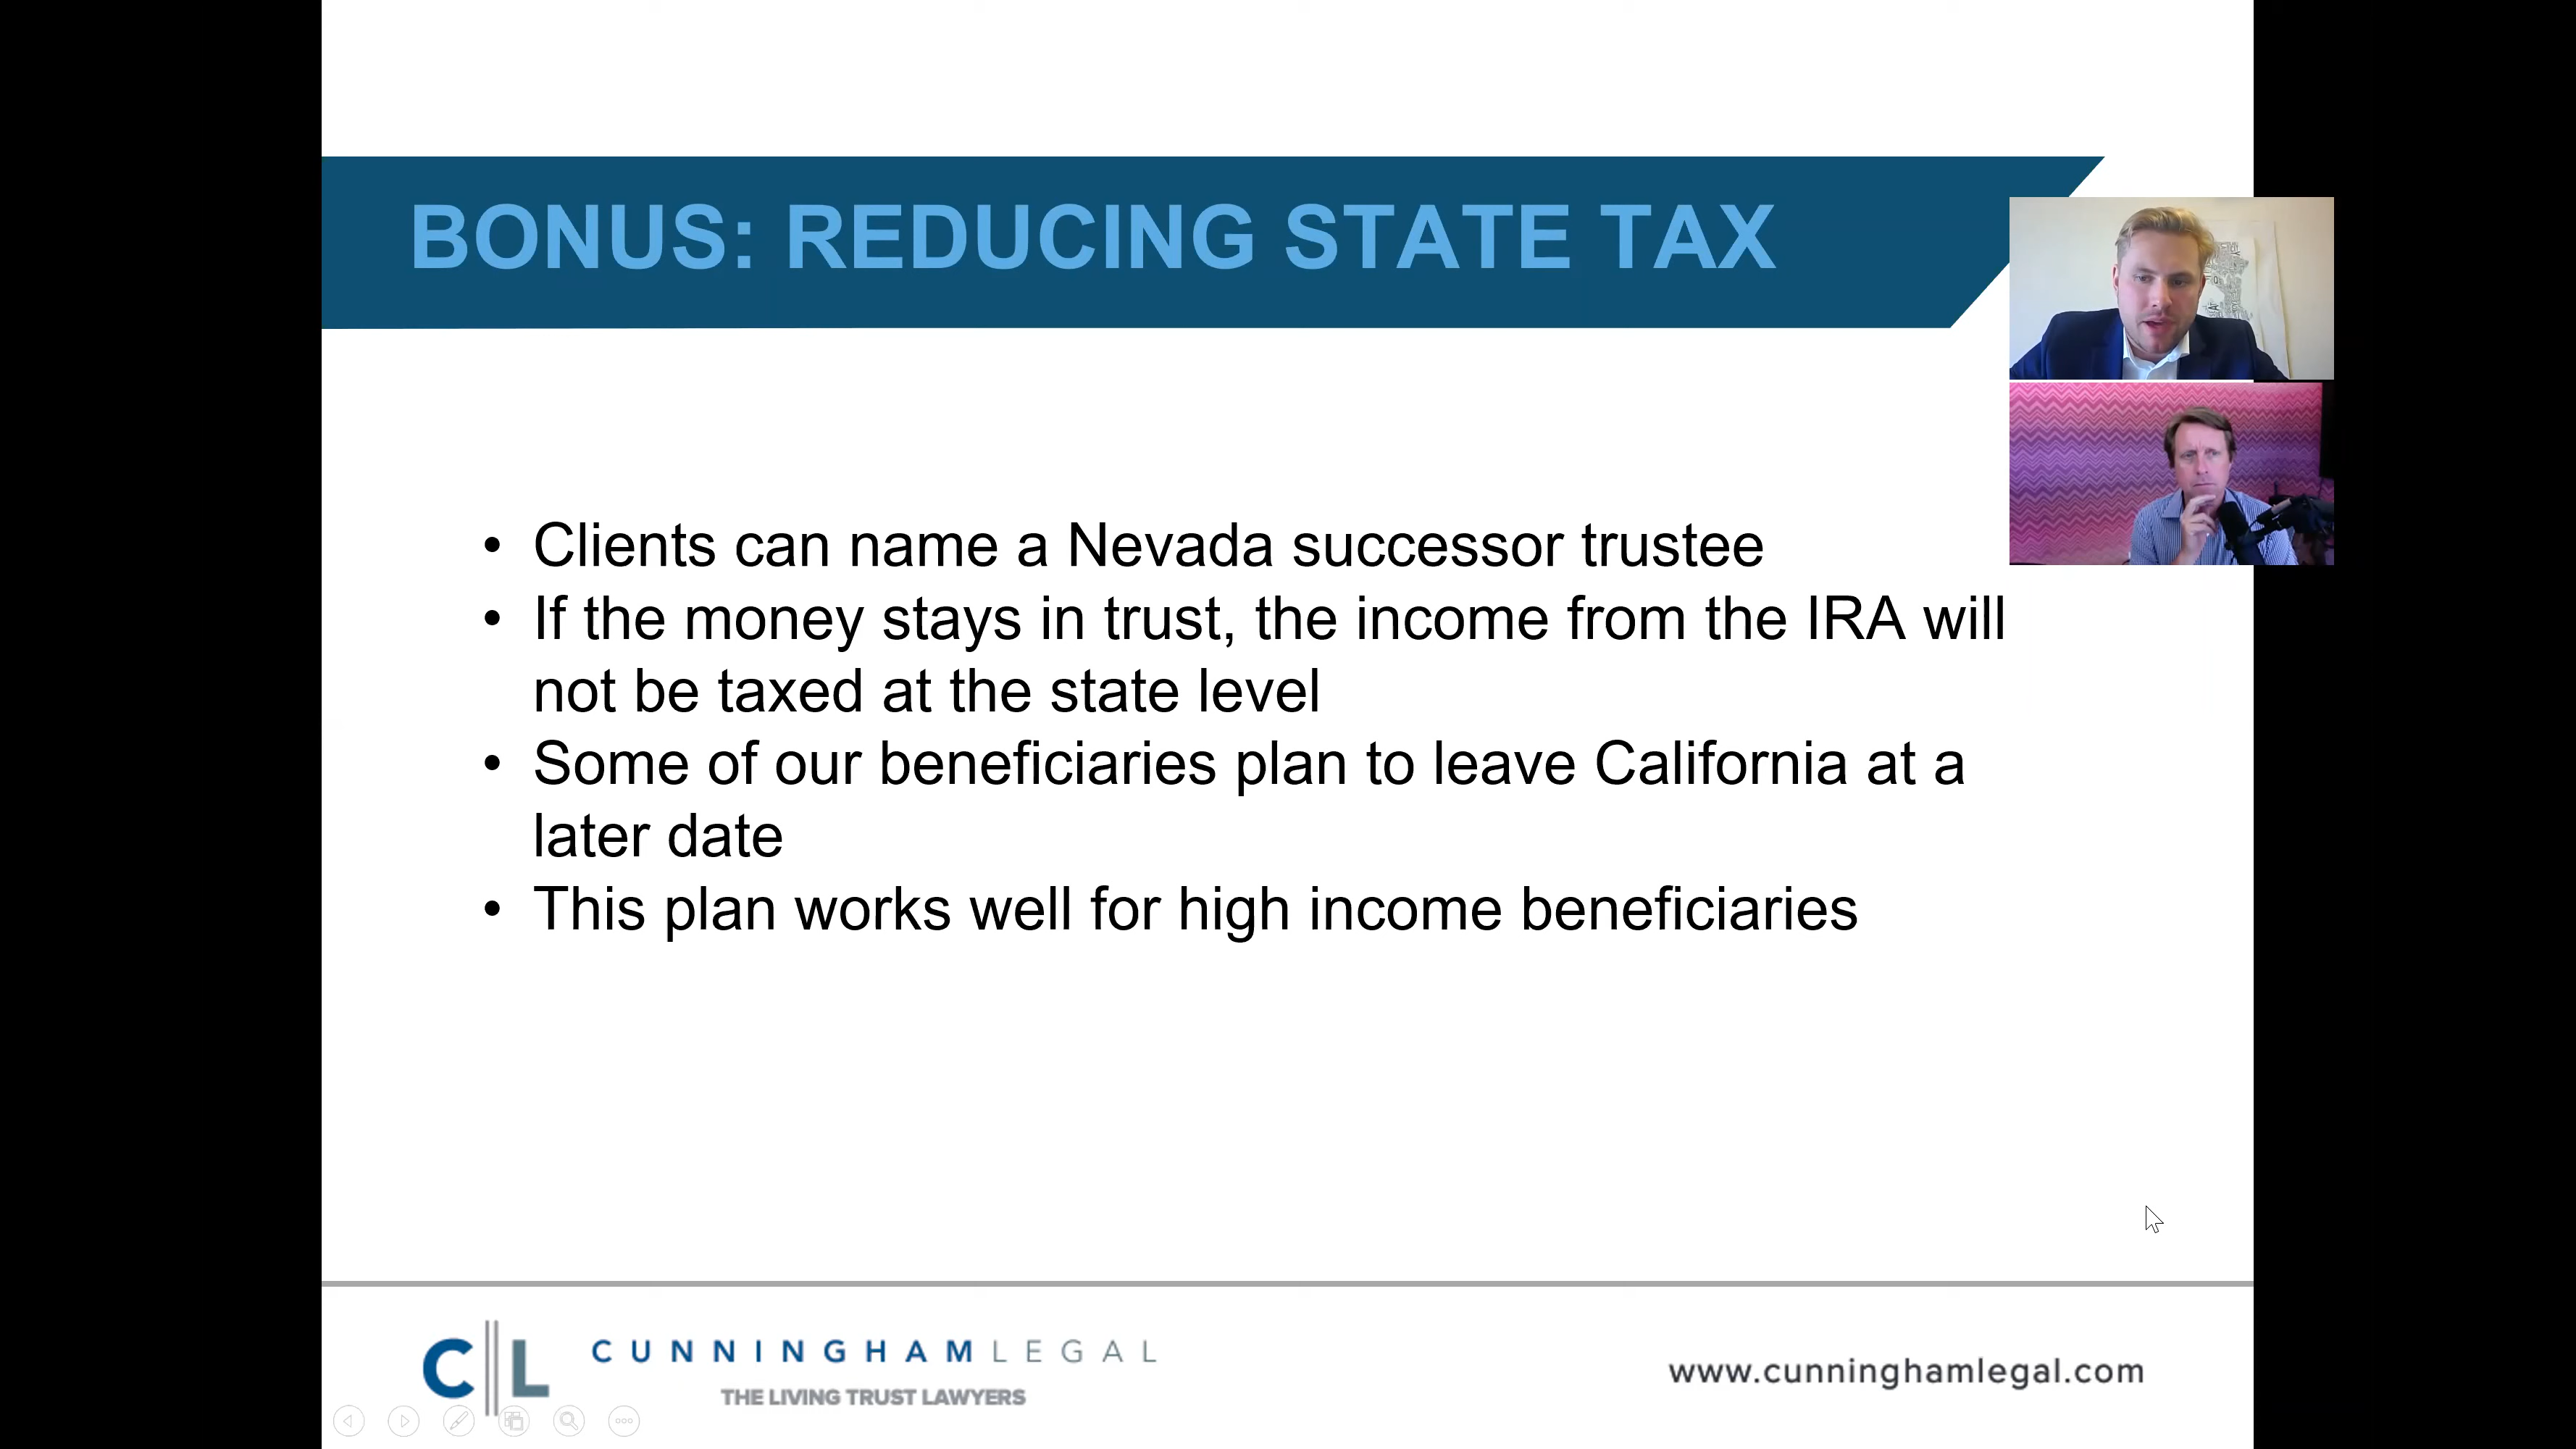 BONUS: REDUCING STATE TAX
• Clients can name a Nevada successor trustee
• If the money stays in trust, the income from the IRA will
not be taxed at the state level
• Some of our beneficiaries plan to leave California at a
later date
• This plan works well for high income beneficiaries
CL
CUNNINGHAMLEGAL
THE LIVING TRUST LAWYERS
www.cunninghamlegal.com